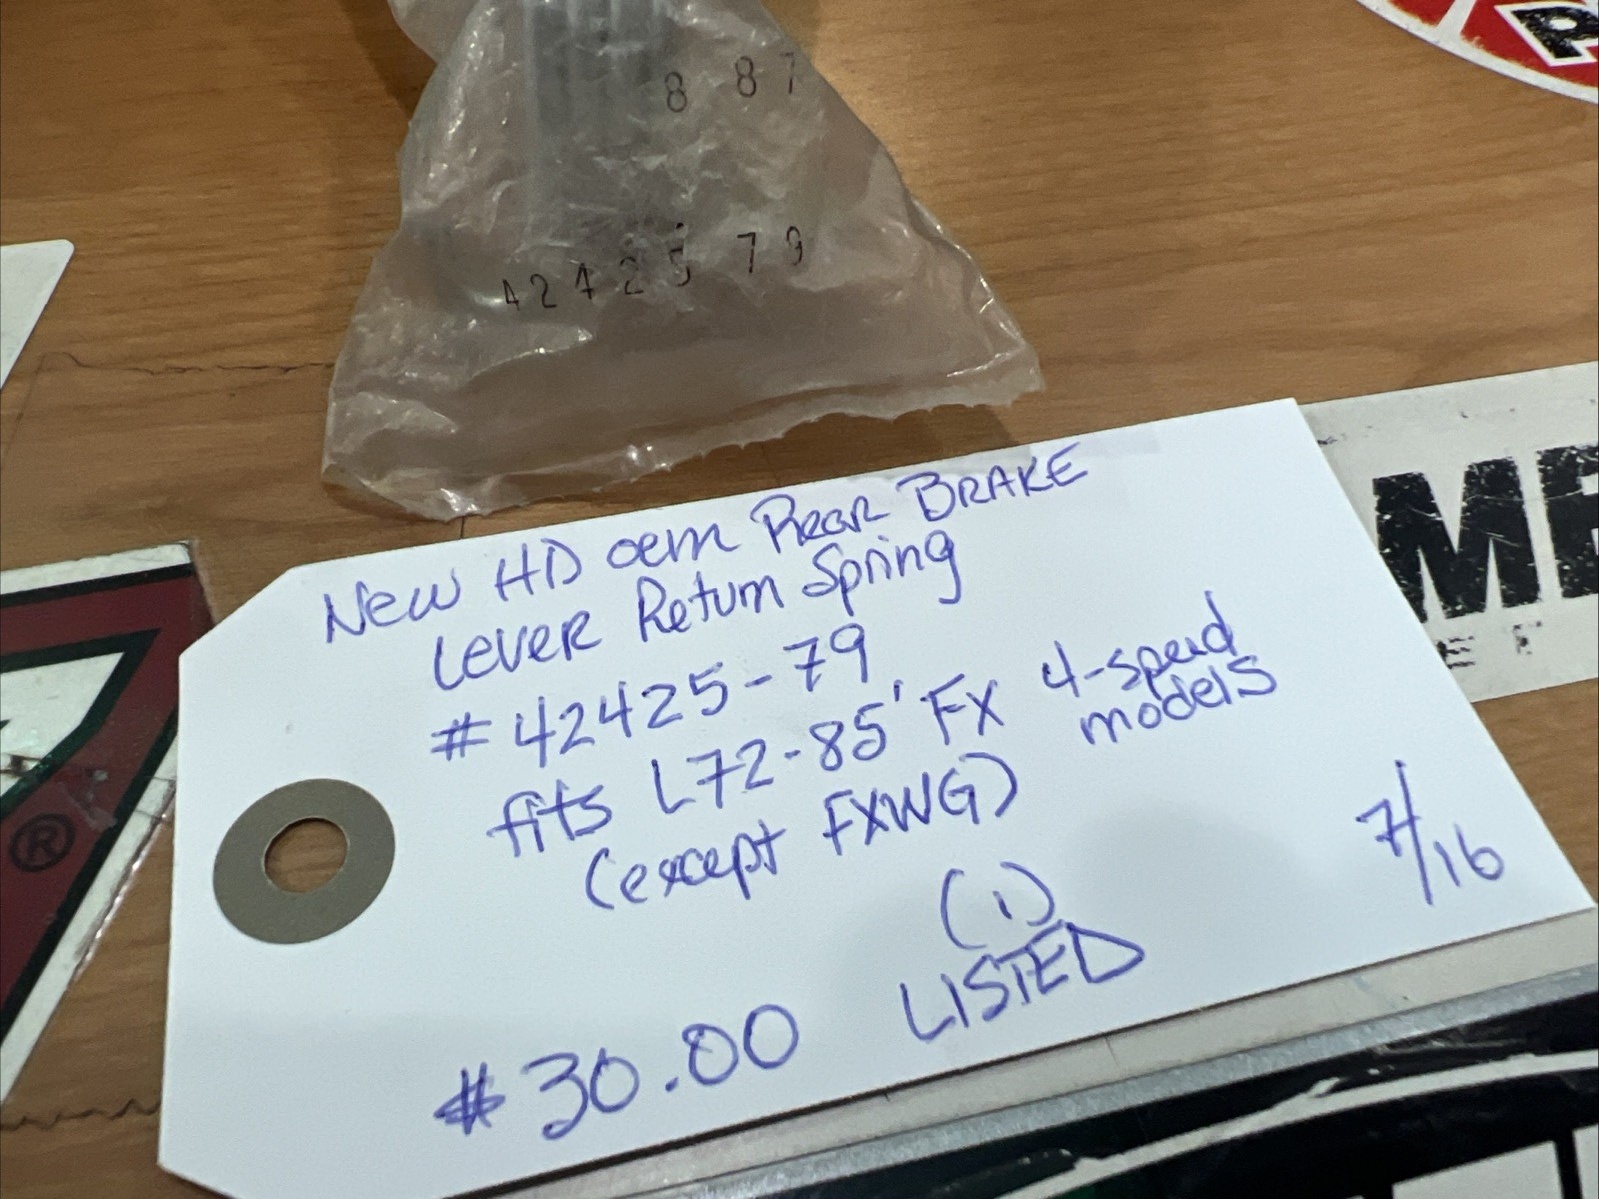 8 87
42425 79
New HD oem Rear BRAKE
Lever Return Spring
#42425-79
fits L72-85' FX 4-speed models
(except FXWG)
(1)
LISTED
7/16
$30.00
®